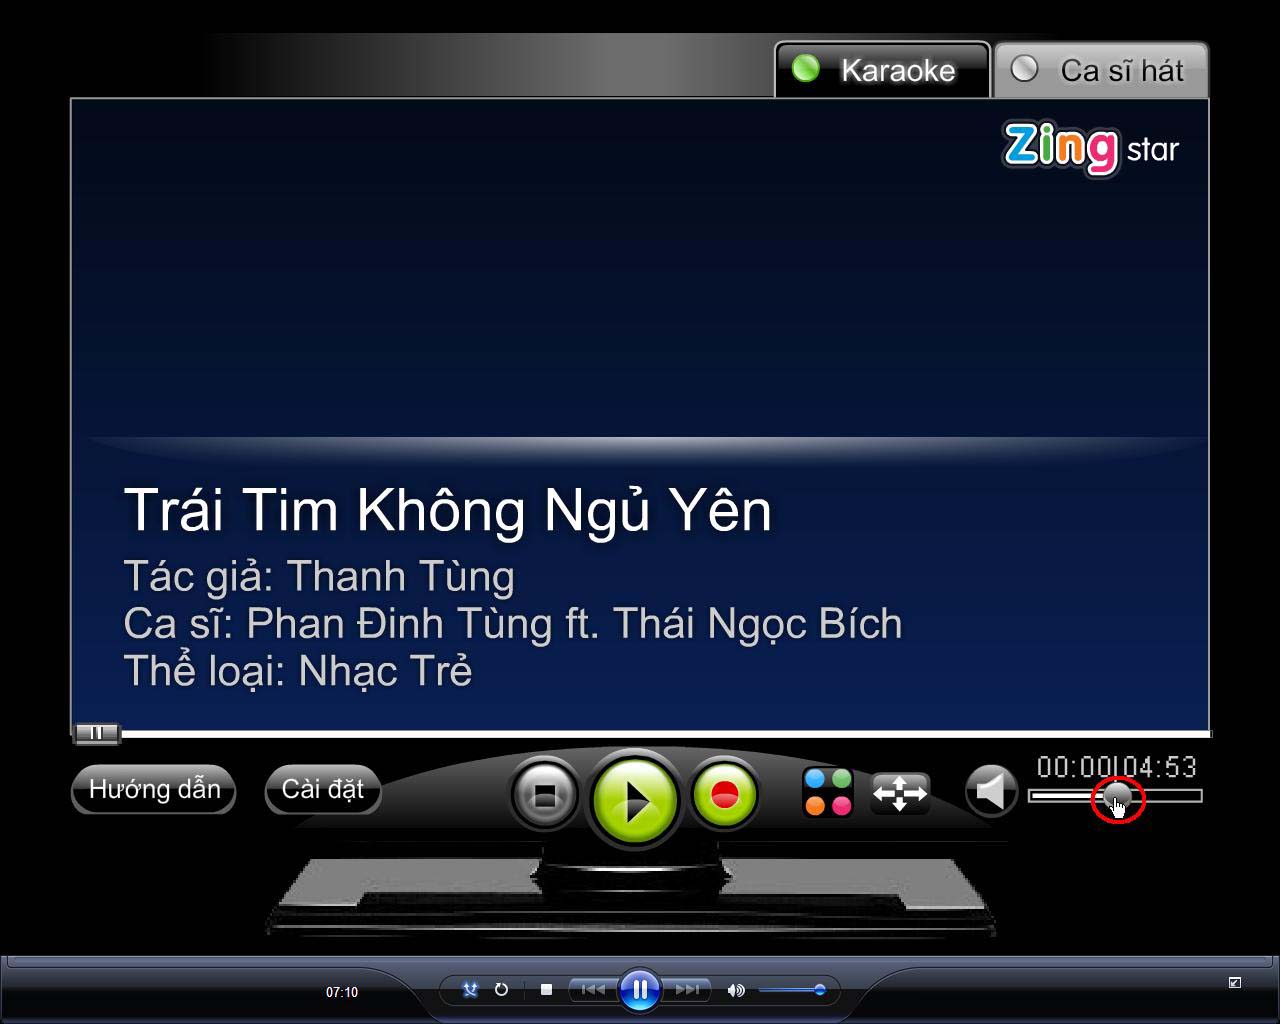 Karaoke
Ca sĩ hát
Zing star
Trái Tim Không Ngủ Yên
Tác giả: Thanh Tùng
Ca sĩ: Phan Đinh Tùng ft. Thái Ngọc Bích
Thể loại: Nhạc Trẻ
Hướng dẫn
Cài đặt
00:00|04:53
07:10